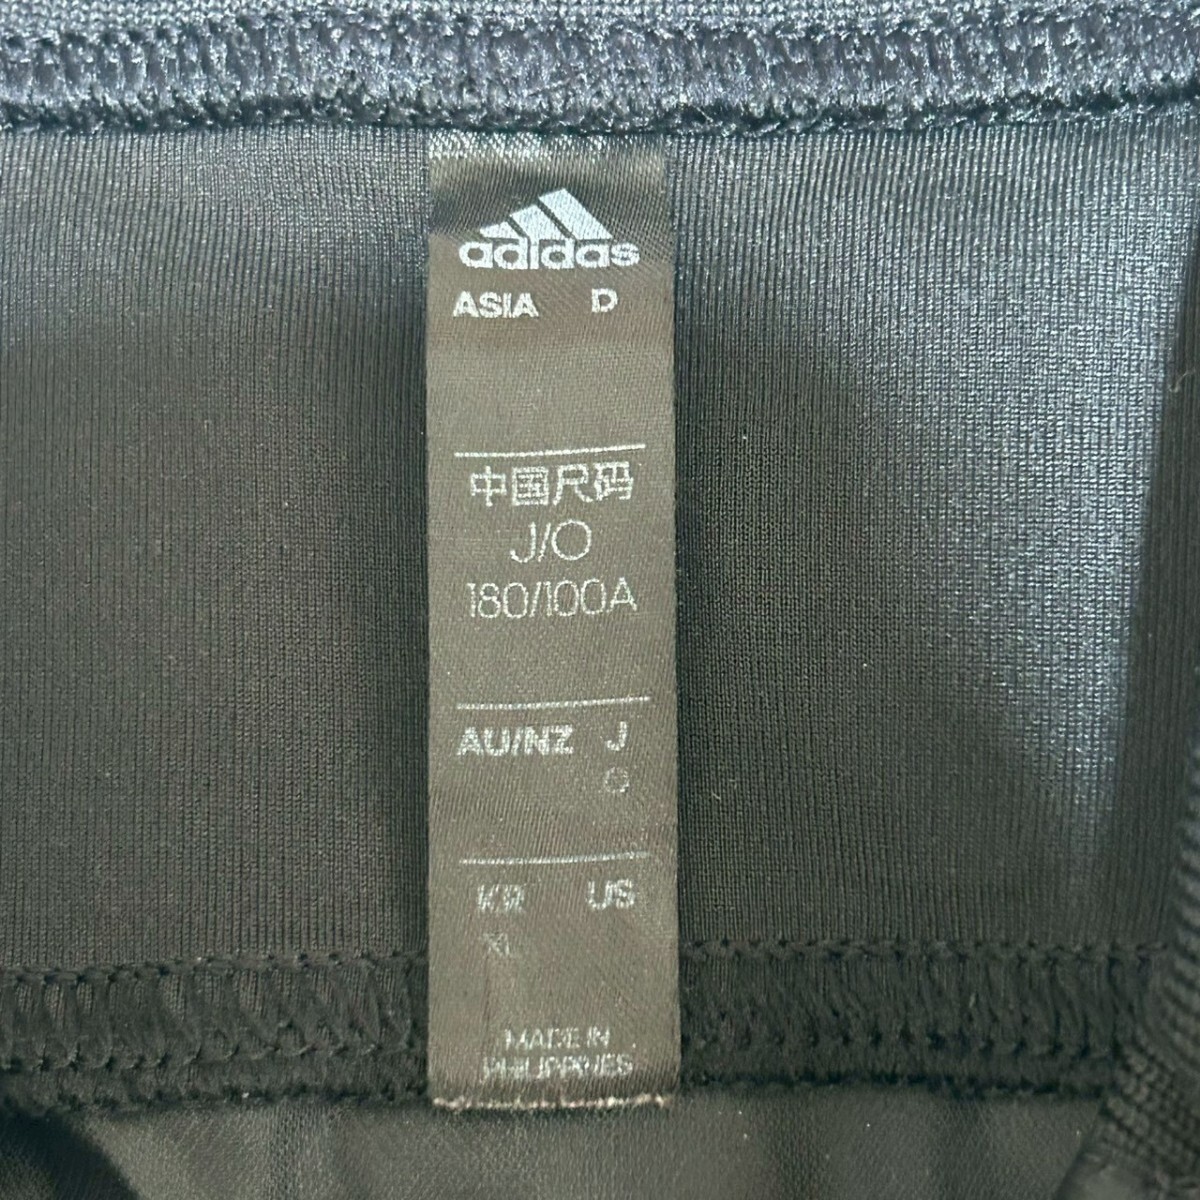 adidas
ASIA D
中国尺码
J/O
180/100A
AU/NZ J
O
KR US
XL
MADE IN
PHILIPPINES